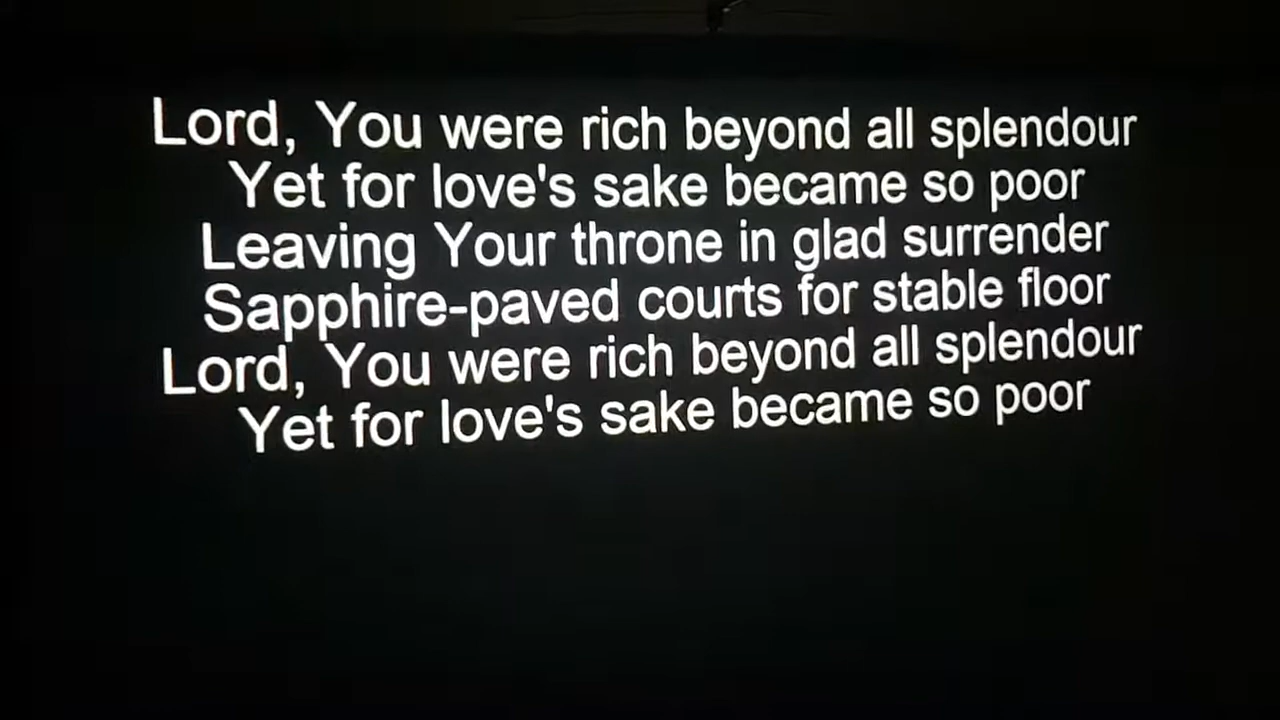 Lord, You were rich beyond all splendour
Yet for love's sake became so poor
Leaving Your throne in glad surrender
Sapphire-paved courts for stable floor
Lord, You were rich beyond all splendour
Yet for love's sake became so poor